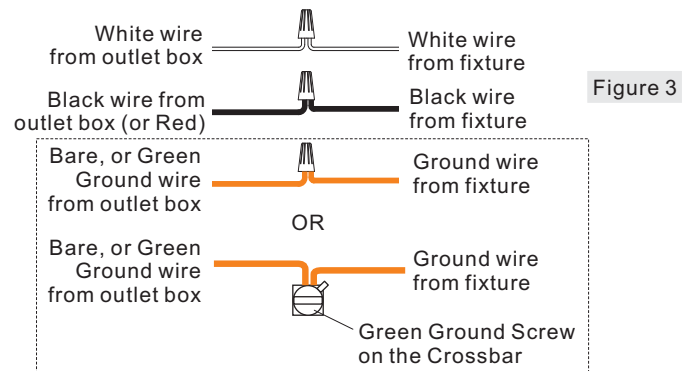 White wire
from outlet box
White wire
from fixture
Black wire from
outlet box (or Red)
Black wire
from fixture
Figure 3
Bare, or Green
Ground wire
from outlet box
Ground wire
from fixture
OR
Bare, or Green
Ground wire
from outlet box
Ground wire
from fixture
Green Ground Screw
on the Crossbar